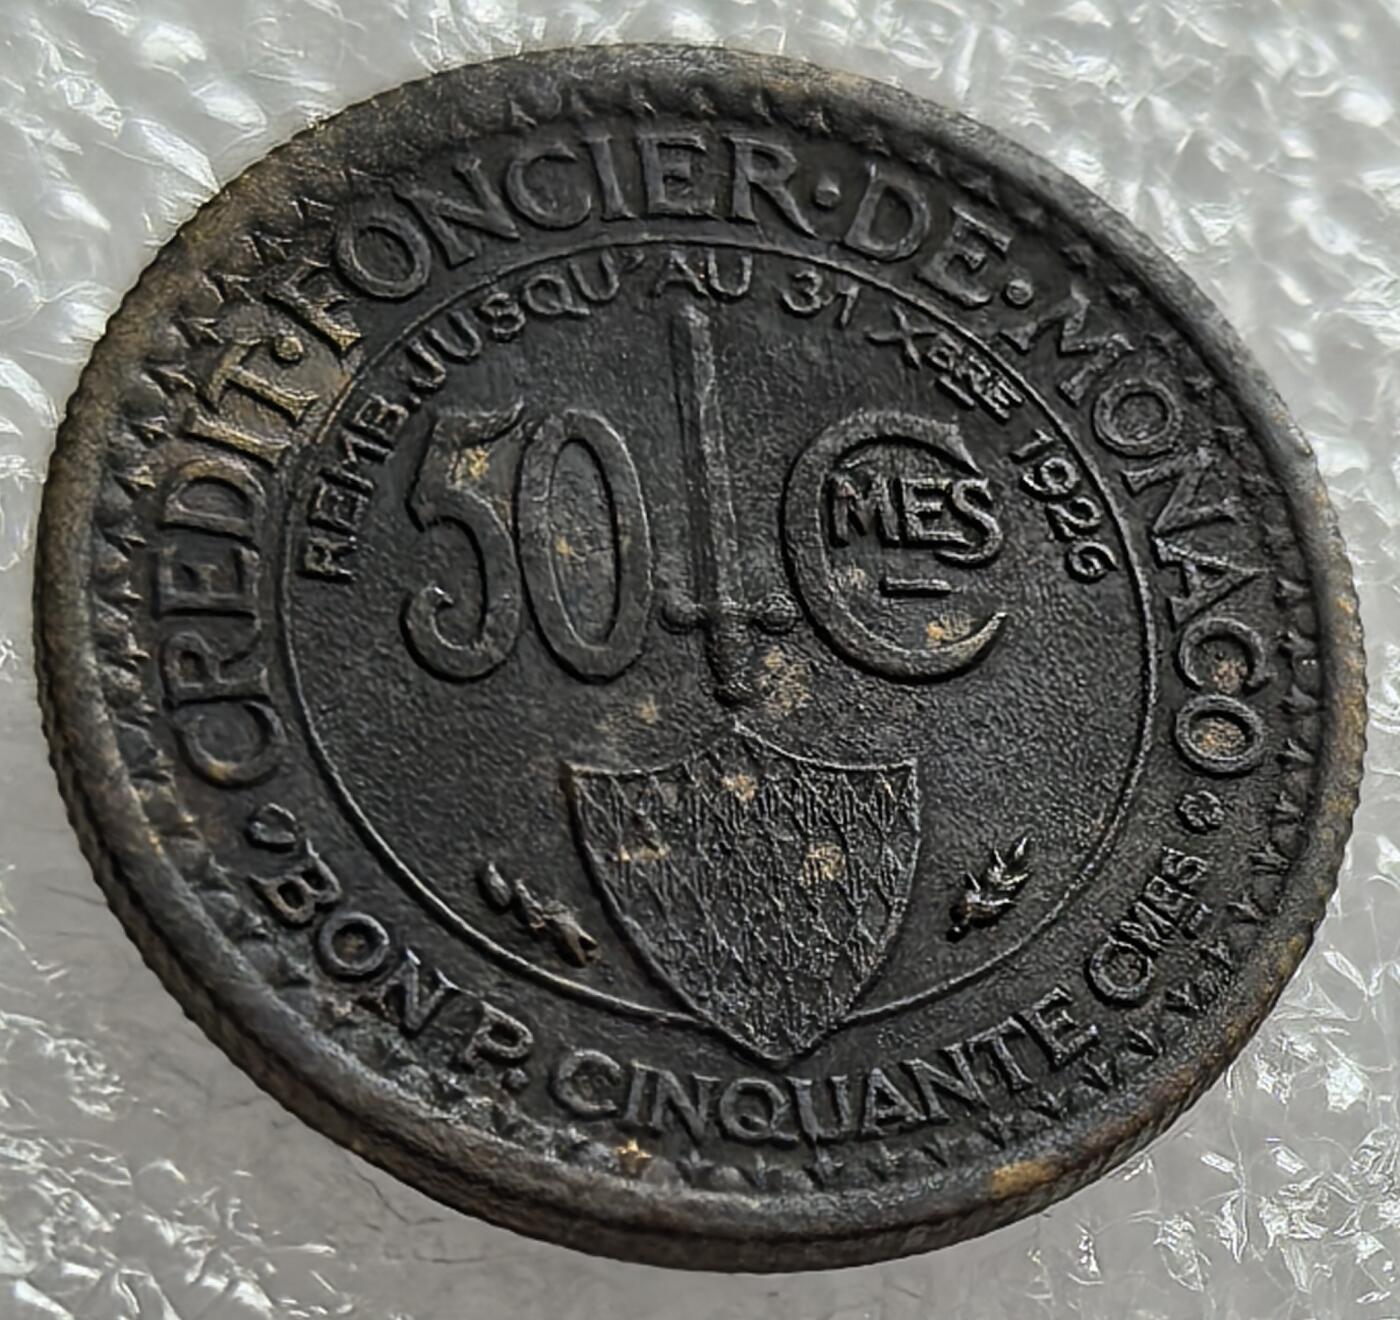 CREDIT·FONCIER·DE·MONACO
REMB. JUSQU'AU 31 XBRE 1926
50 CMES
BON P. CINQUANTE CMES